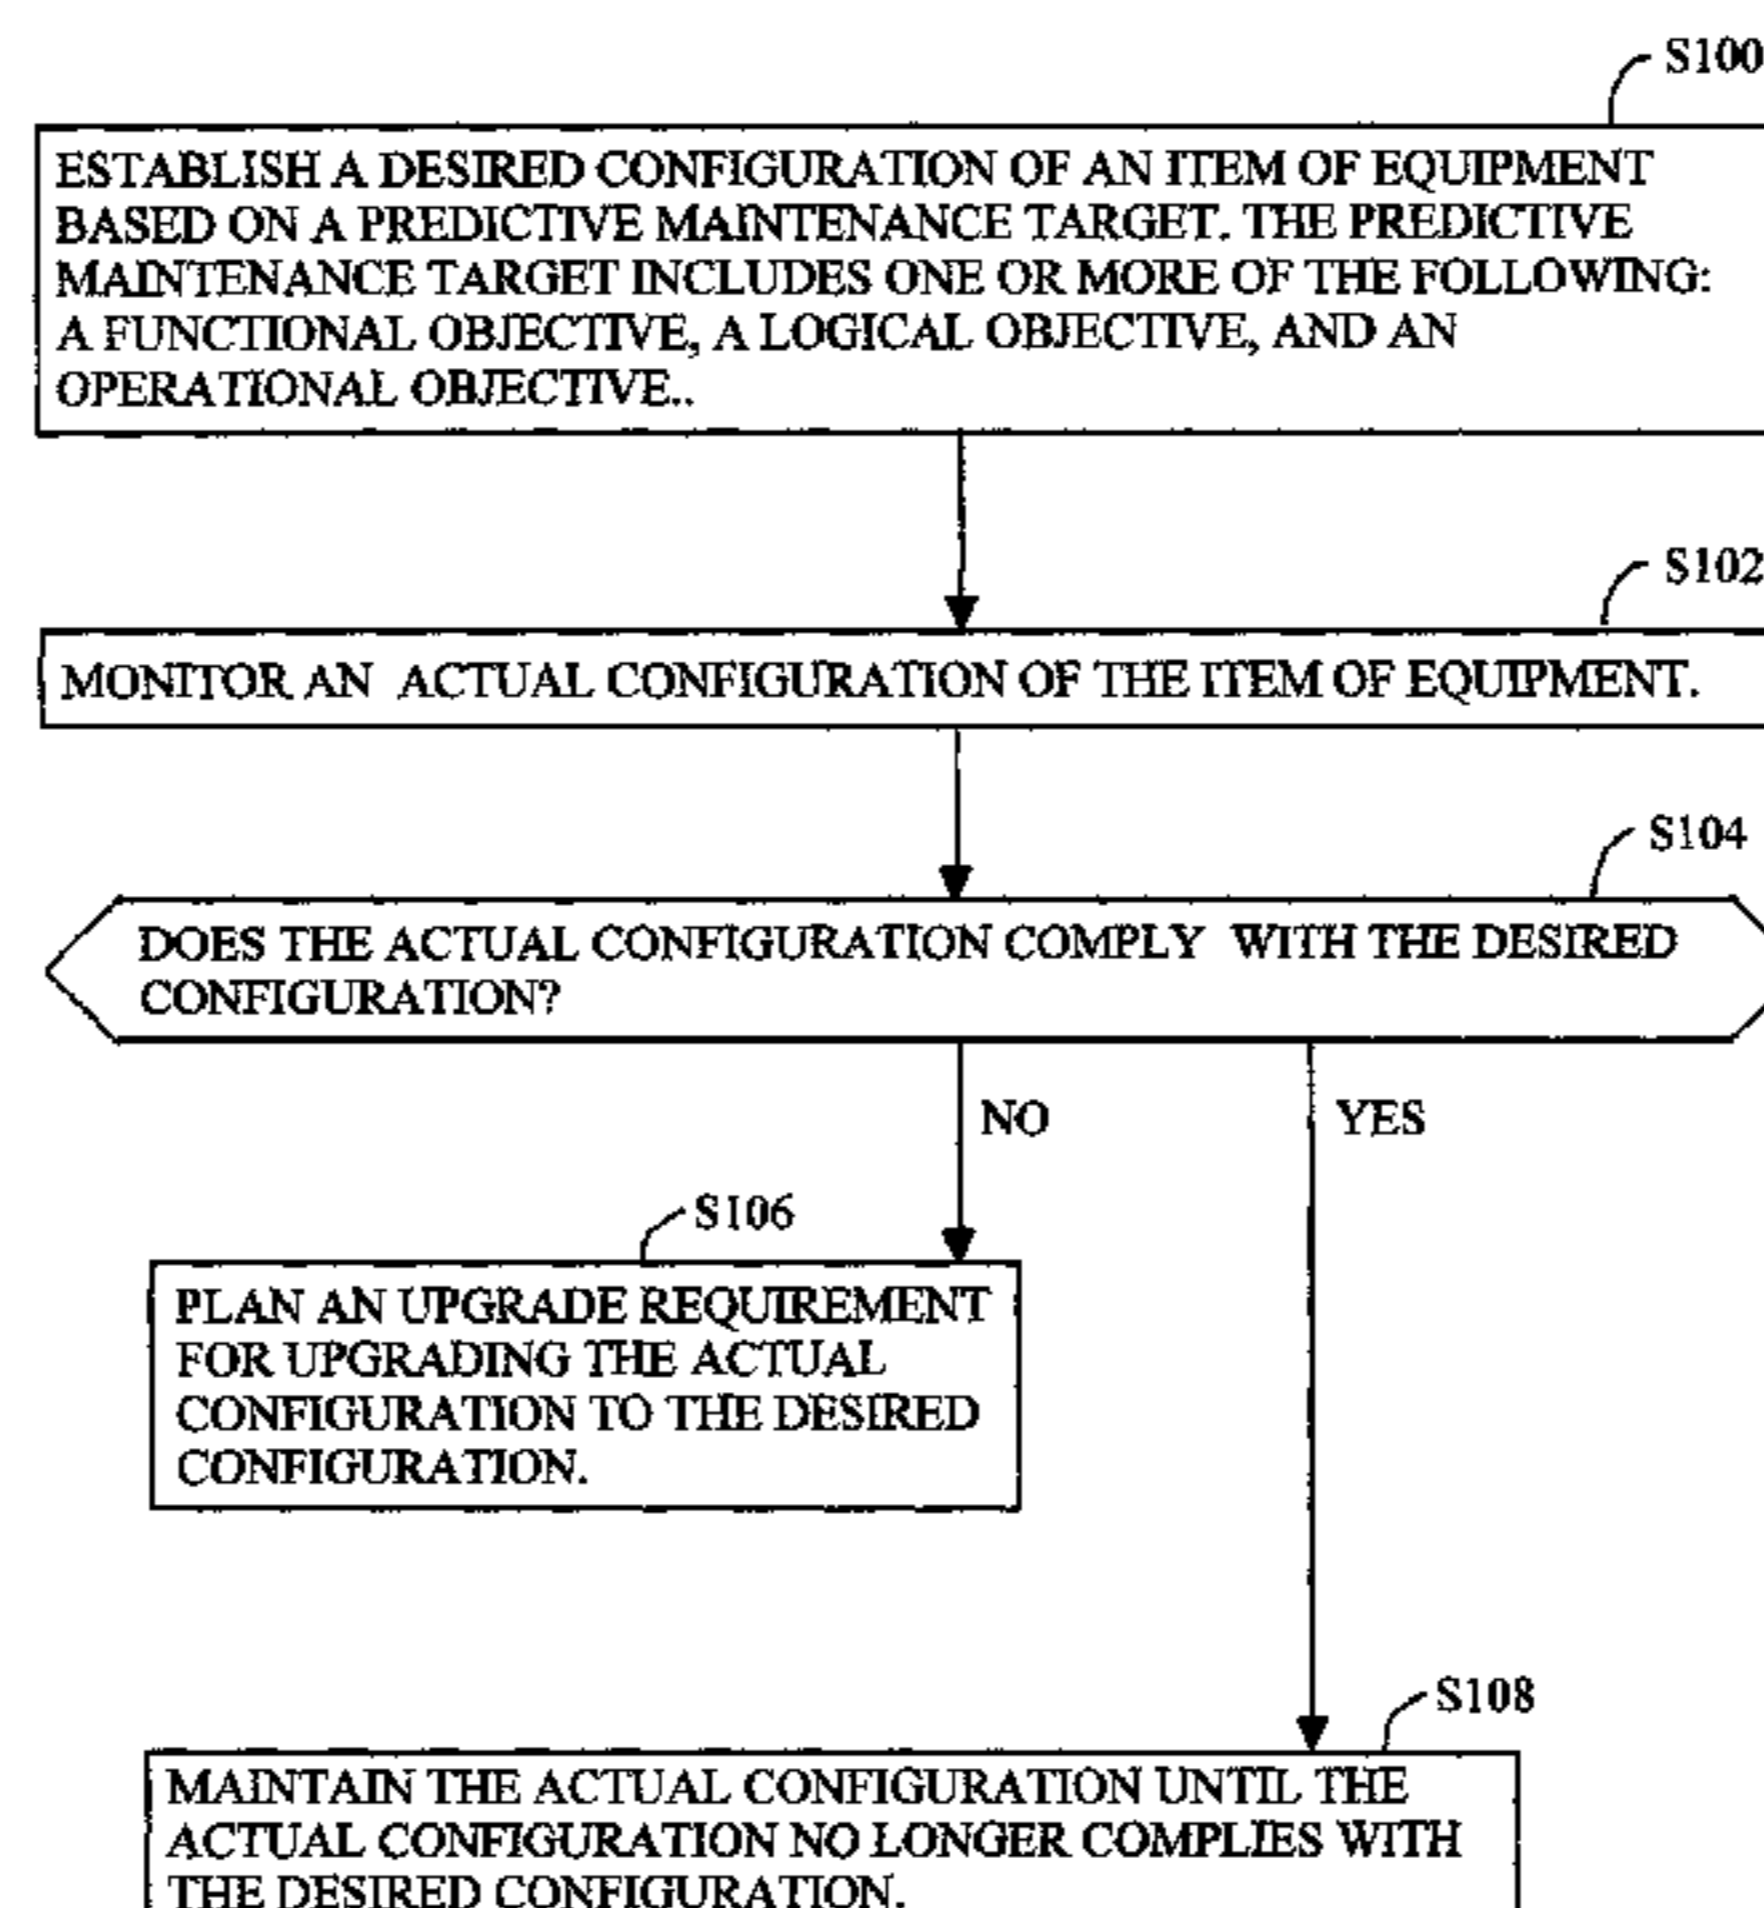 S100
ESTABLISH A DESIRED CONFIGURATION OF AN ITEM OF EQUIPMENT
BASED ON A PREDICTIVE MAINTENANCE TARGET. THE PREDICTIVE
MAINTENANCE TARGET INCLUDES ONE OR MORE OF THE FOLLOWING:
A FUNCTIONAL OBJECTIVE, A LOGICAL OBJECTIVE, AND AN
OPERATIONAL OBJECTIVE..
S102
MONITOR AN ACTUAL CONFIGURATION OF THE ITEM OF EQUIPMENT.
S104
DOES THE ACTUAL CONFIGURATION COMPLY WITH THE DESIRED
CONFIGURATION?
NO
YES
S106
PLAN AN UPGRADE REQUIREMENT
FOR UPGRADING THE ACTUAL
CONFIGURATION TO THE DESIRED
CONFIGURATION.
S108
MAINTAIN THE ACTUAL CONFIGURATION UNTIL THE
ACTUAL CONFIGURATION NO LONGER COMPLIES WITH
THE DESIRED CONFIGURATION.